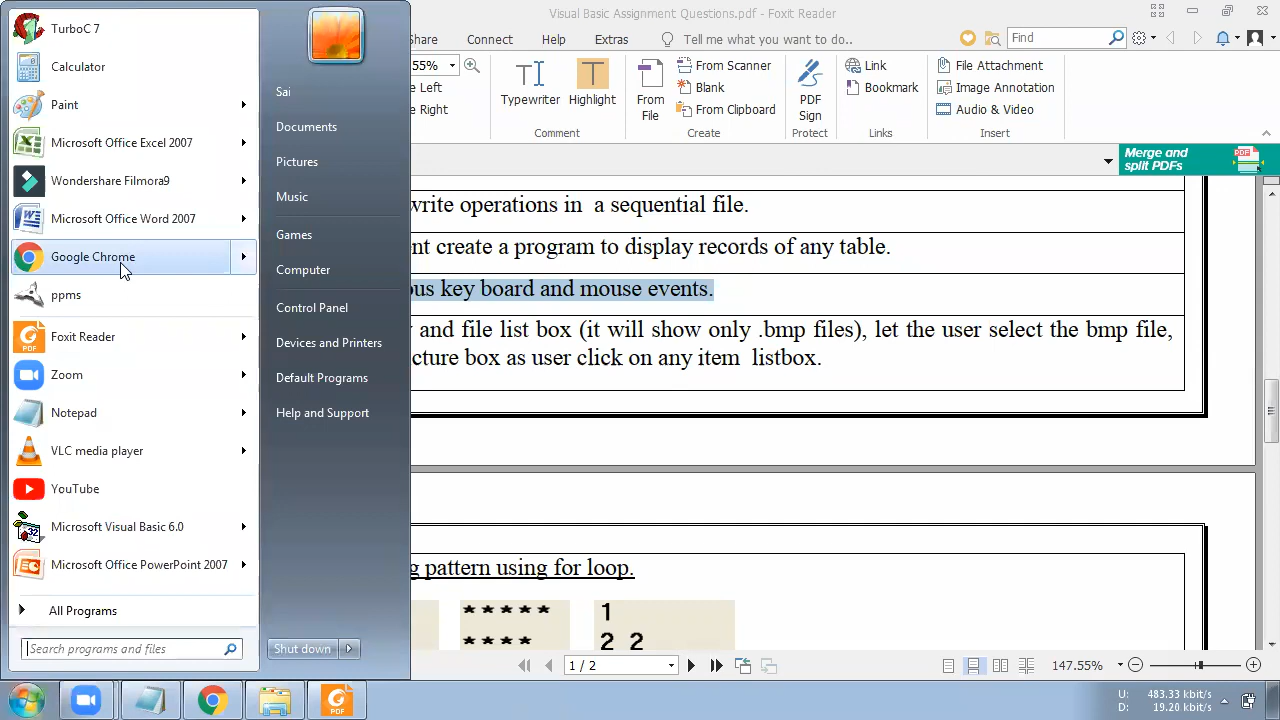 Visual Basic Assignment Questions.pdf - Foxit Reader
Share Connect Help Extras Tell me what you want to do.. Find
55%
Left
Right
Typewriter Highlight
Comment
From File
From Scanner
Blank
From Clipboard
Create
PDF Sign
Protect
Link
Bookmark
Links
File Attachment
Image Annotation
Audio & Video
Insert
Merge and
split PDFs
write operations in a sequential file.
create a program to display records of any table.
key board and mouse events.
and file list box (it will show only .bmp files), let the user select the bmp file,
box as user click on any item listbox.
pattern using for loop.
* * * * *
* * * *
1
2 2
1 / 2
147.55%
TurboC 7
Calculator
Paint
Microsoft Office Excel 2007
Wondershare Filmora9
Microsoft Office Word 2007
Google Chrome
ppms
Foxit Reader
Zoom
Notepad
VLC media player
YouTube
Microsoft Visual Basic 6.0
Microsoft Office PowerPoint 2007
All Programs
Search programs and files
Sai
Documents
Pictures
Music
Games
Computer
Control Panel
Devices and Printers
Default Programs
Help and Support
Shut down
U: 483.33 kbit/s
D: 19.20 kbit/s